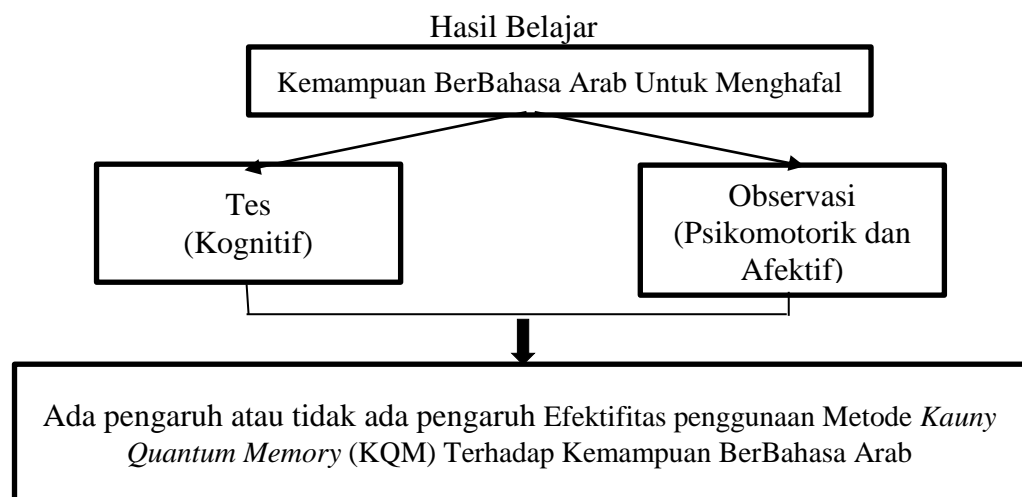 Hasil Belajar
Kemampuan BerBahasa Arab Untuk Menghafal
Tes
(Kognitif)
Observasi
(Psikomotorik dan
Afektif)
Ada pengaruh atau tidak ada pengaruh Efektifitas penggunaan Metode Kauny
Quantum Memory (KQM) Terhadap Kemampuan BerBahasa Arab